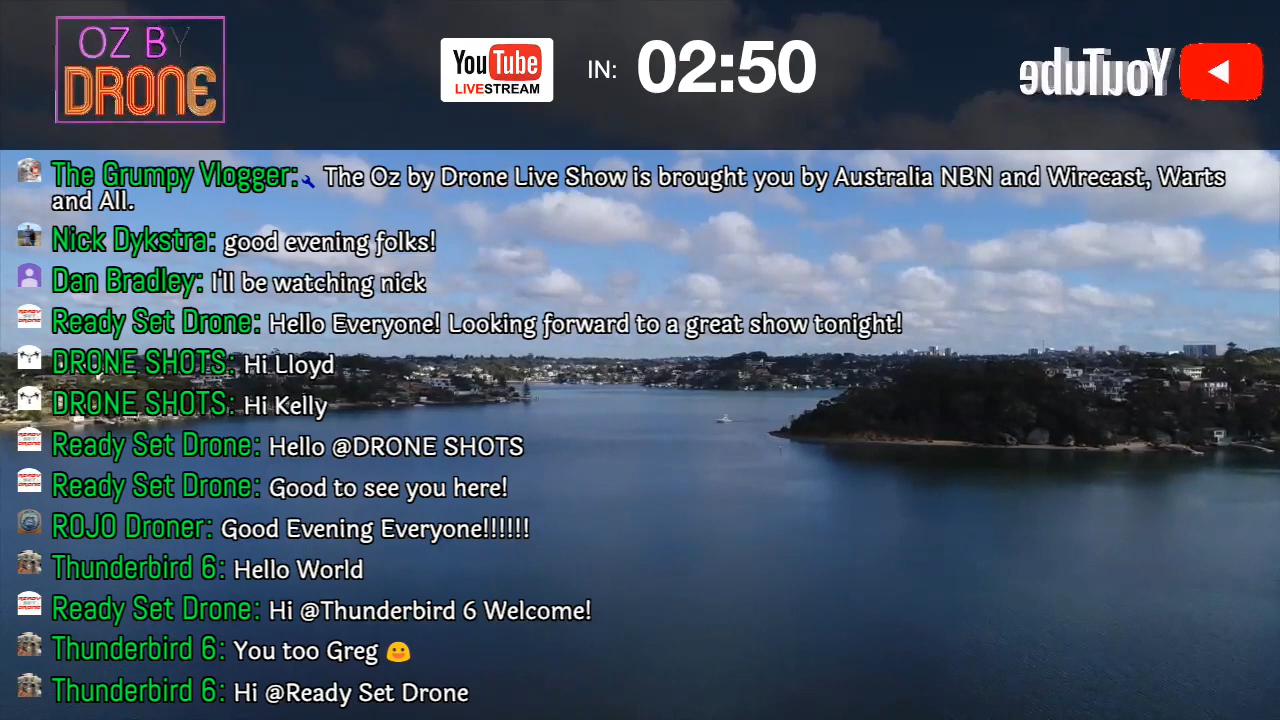 OZ BY
DRONE
YouTube
LIVESTREAM
IN: 02:50
YouTube
The Grumpy Vlogger: The Oz by Drone Live Show is brought you by Australia NBN and Wirecast, Warts
and All.
Nick Dykstra: good evening folks!
Dan Bradley: i'll be watching nick
Ready Set Drone: Hello Everyone! Looking forward to a great show tonight!
DRONE SHOTS: Hi Lloyd
DRONE SHOTS: Hi Kelly
Ready Set Drone: Hello @DRONE SHOTS
Ready Set Drone: Good to see you here!
ROJO Droner: Good Evening Everyone!!!!!!
Thunderbird 6: Hello World
Ready Set Drone: Hi @Thunderbird 6 Welcome!
Thunderbird 6: You too Greg 😛
Thunderbird 6: Hi @Ready Set Drone